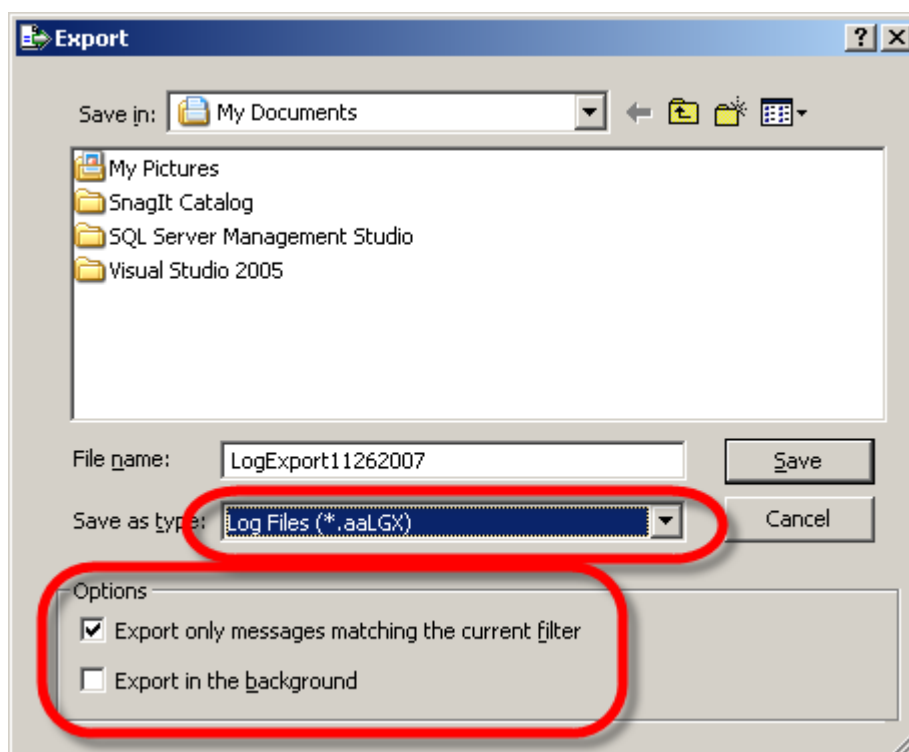 Export
Save in: My Documents
My Pictures
SnagIt Catalog
SQL Server Management Studio
Visual Studio 2005
File name: LogExport11262007 Save
Save as type: Log Files (*.aaLGX) Cancel
Options
Export only messages matching the current filter
Export in the background